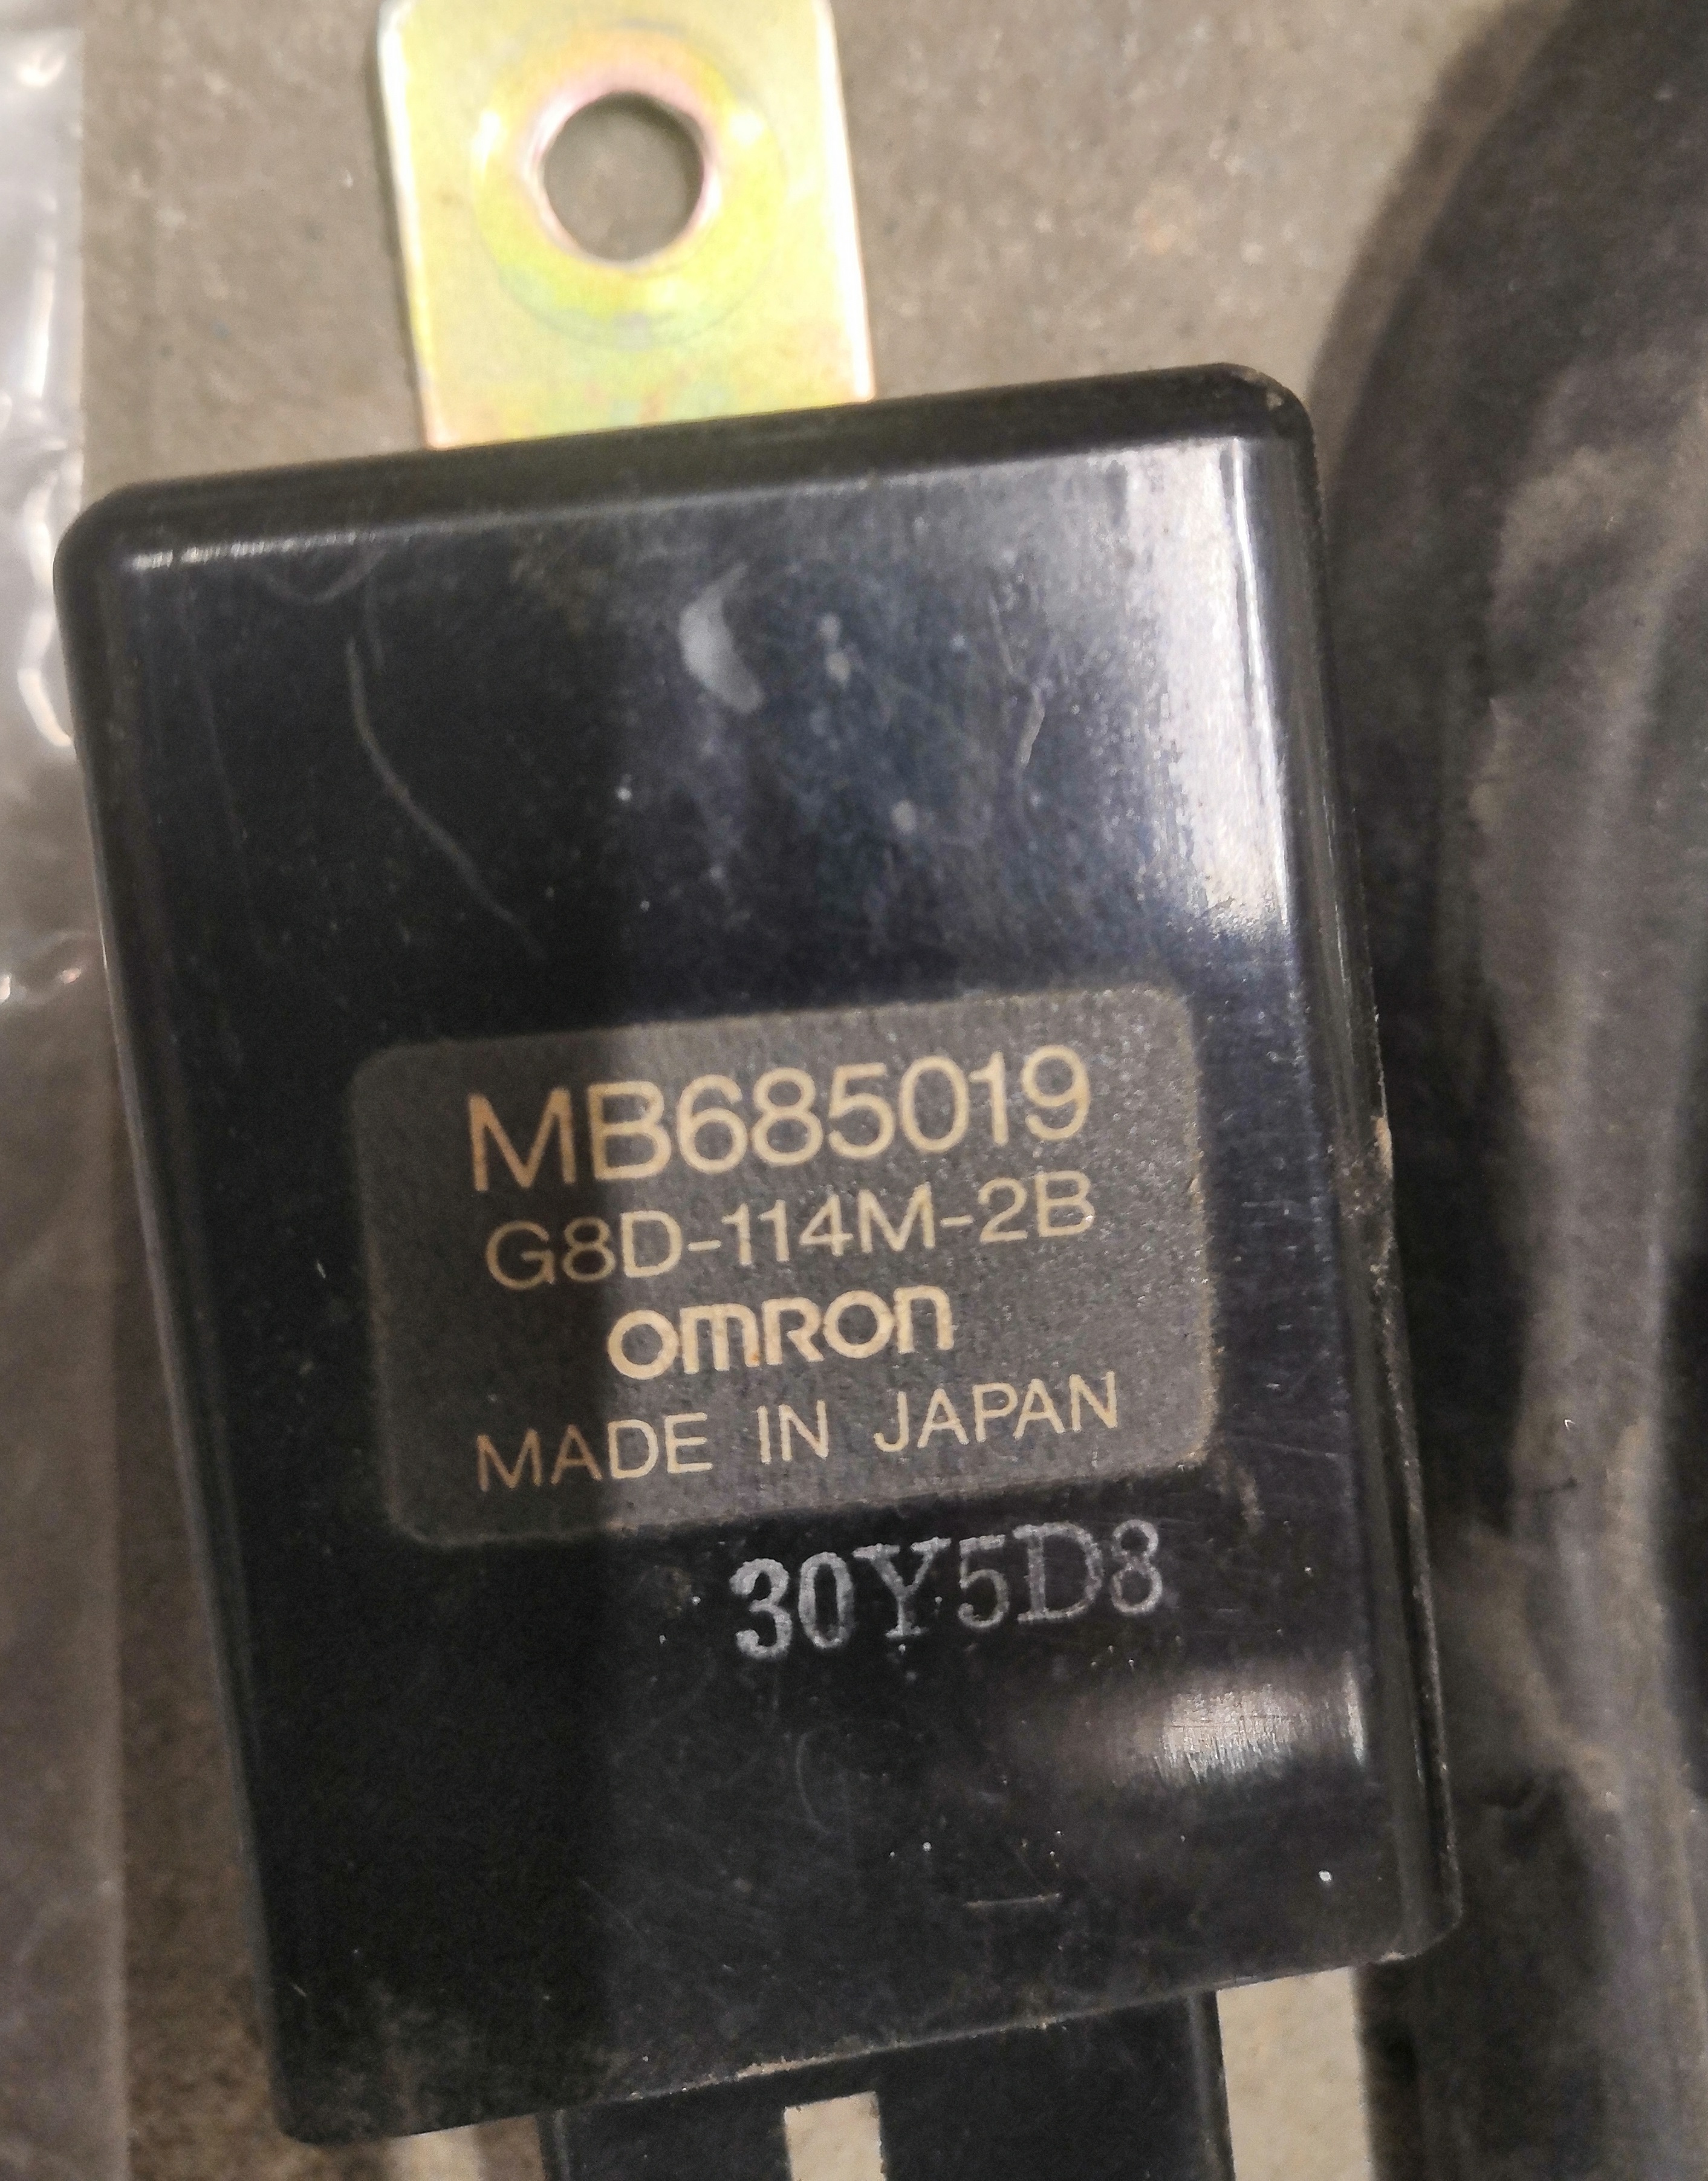 MB685019
G8D-114M-2B
omRon
MADE IN JAPAN
30Y5D8